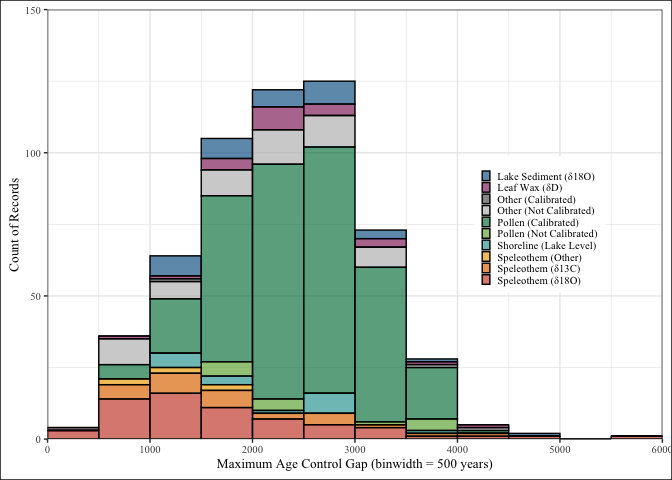 150
100
50
0
Count of Records
Lake Sediment (δ18O)
Leaf Wax (δD)
Other (Calibrated)
Other (Not Calibrated)
Pollen (Calibrated)
Pollen (Not Calibrated)
Shoreline (Lake Level)
Speleothem (Other)
Speleothem (δ13C)
Speleothem (δ18O)
0 1000 2000 3000 4000 5000 6000
Maximum Age Control Gap (binwidth = 500 years)